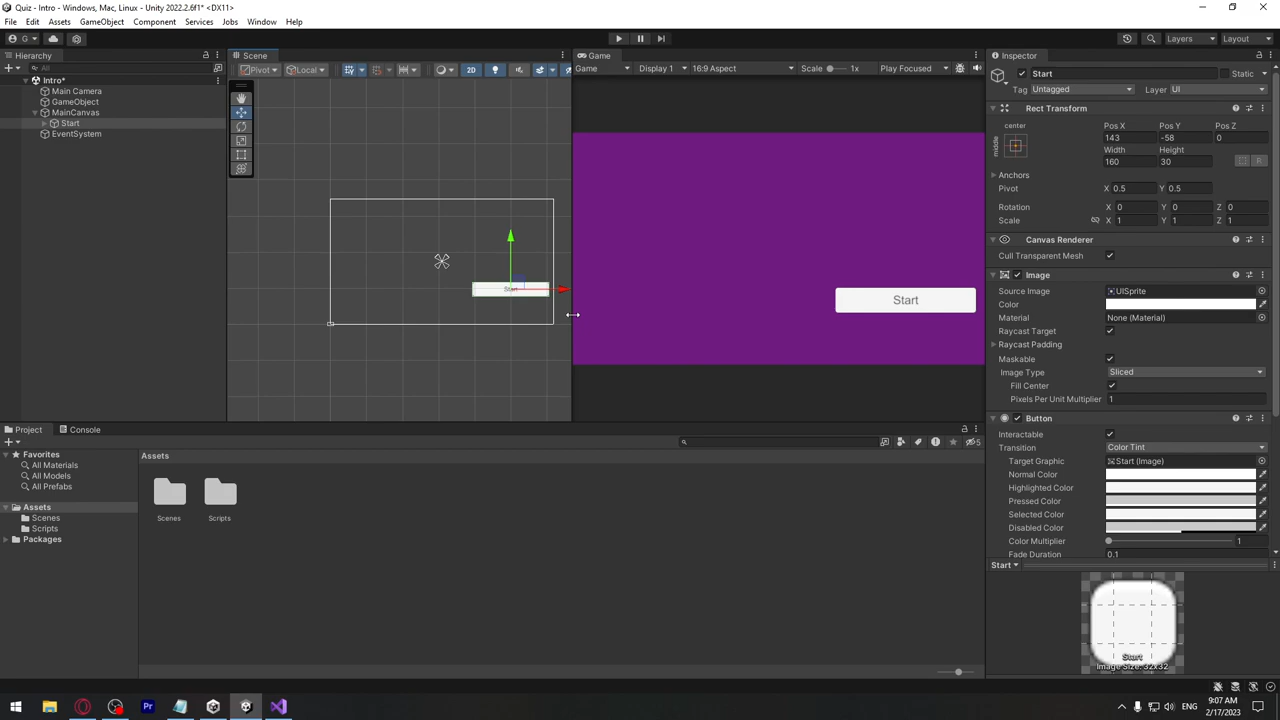 Quiz - Intro - Windows, Mac, Linux - Unity 2022.2.6f1* <DX11>
File Edit Assets GameObject Component Services Jobs Window Help
G
Layers
Layout
Hierarchy
All
Intro*
Main Camera
GameObject
MainCanvas
Start
EventSystem
Scene
Pivot Local 2D
Start
Game
Game Display 1 16:9 Aspect Scale 1x Play Focused
Start
Inspector
Start Static
Tag Untagged Layer UI
Rect Transform
center
middle
Pos X Pos Y Pos Z
143 -58 0
Width Height
160 30
R
Anchors
Pivot X 0.5 Y 0.5
Rotation X 0 Y 0 Z 0
Scale X 1 Y 1 Z 1
Canvas Renderer
Cull Transparent Mesh
Image
Source Image UISprite
Color
Material None (Material)
Raycast Target
Raycast Padding
Maskable
Image Type Sliced
Fill Center
Pixels Per Unit Multiplier 1
Button
Interactable
Transition Color Tint
Target Graphic Start (Image)
Normal Color
Highlighted Color
Pressed Color
Selected Color
Disabled Color
Color Multiplier 1
Fade Duration 0.1
Start
Start
Image Size: 32x32
Project Console
5
Favorites
All Materials
All Models
All Prefabs
Assets
Scenes
Scripts
Packages
Assets
Scenes
Scripts
Pr
ENG
9:07 AM
2/17/2023